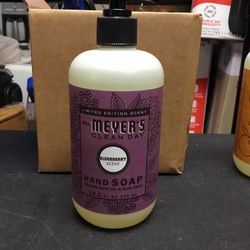 LIMITED EDITION SCENT
MRS. MEYER'S
CLEAN DAY
ELDERBERRY
SCENT
HAND SOAP